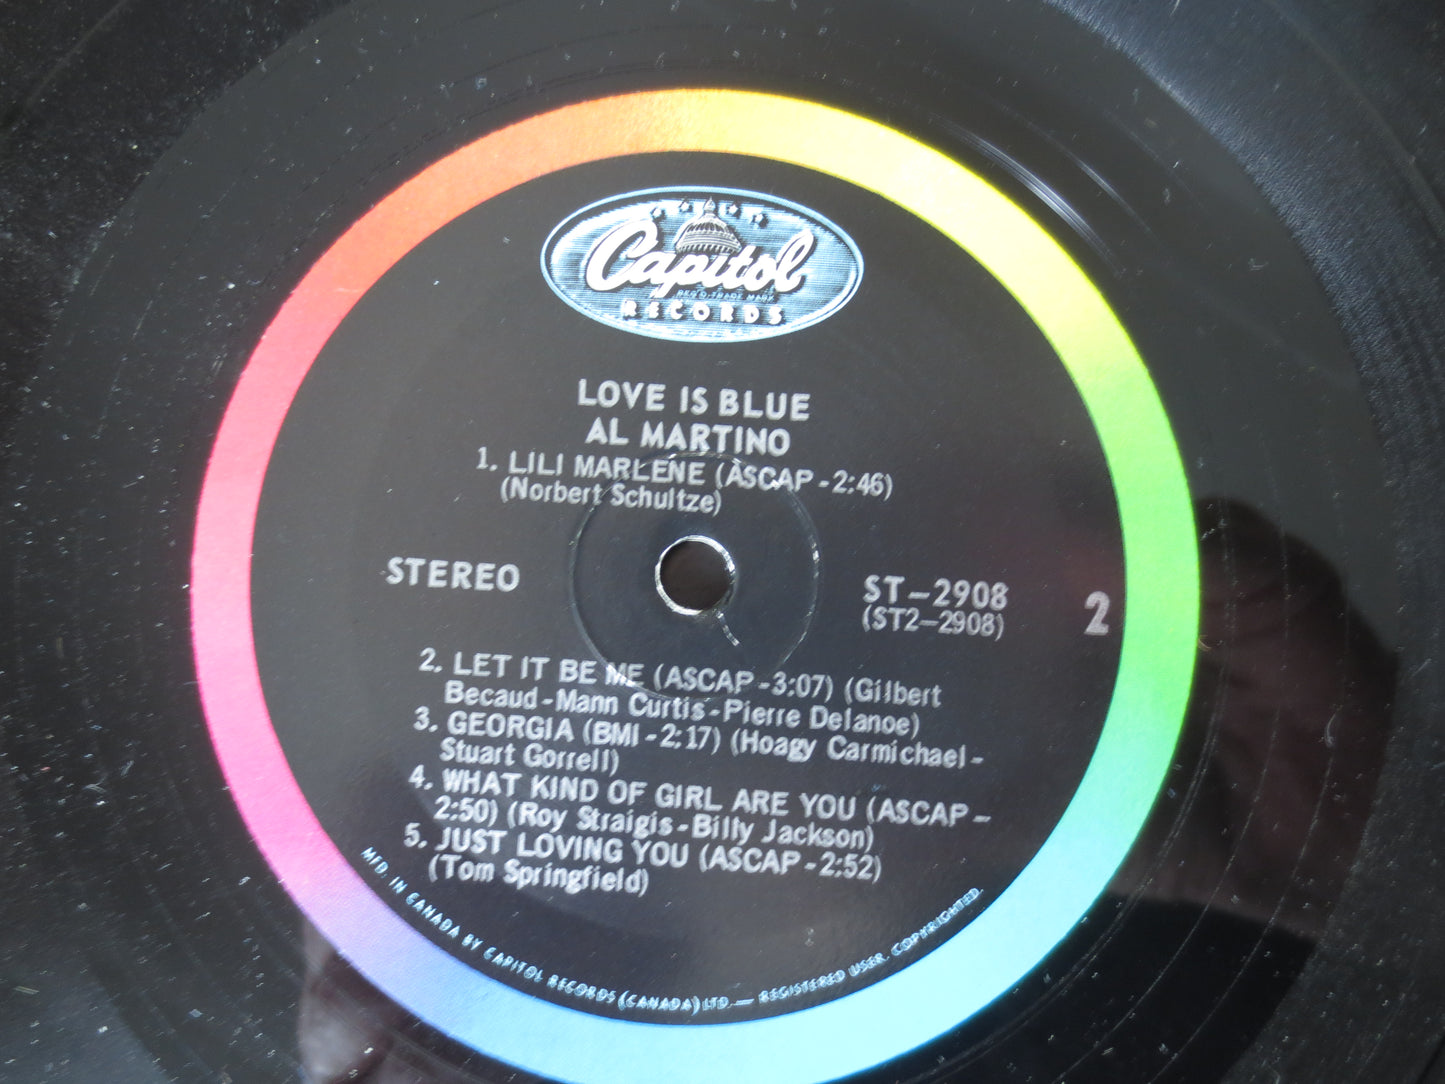 Capitol
REG'D. TRADE MARK
RECORDS
LOVE IS BLUE
AL MARTINO
1. LILI MARLENE (ASCAP - 2:46)
(Norbert Schultze)
STEREO
ST-2908
(ST2-2908)
2
2. LET IT BE ME (ASCAP - 3:07) (Gilbert
Becaud - Mann Curtis - Pierre Delanoe)
3. GEORGIA (BMI - 2:17) (Hoagy Carmichael -
Stuart Gorrell)
4. WHAT KIND OF GIRL ARE YOU (ASCAP -
2:50) (Roy Straigis - Billy Jackson)
5. JUST LOVING YOU (ASCAP - 2:52)
(Tom Springfield)
MFD. IN CANADA BY CAPITOL RECORDS (CANADA) LTD. — REGISTERED USER. COPYRIGHTED.